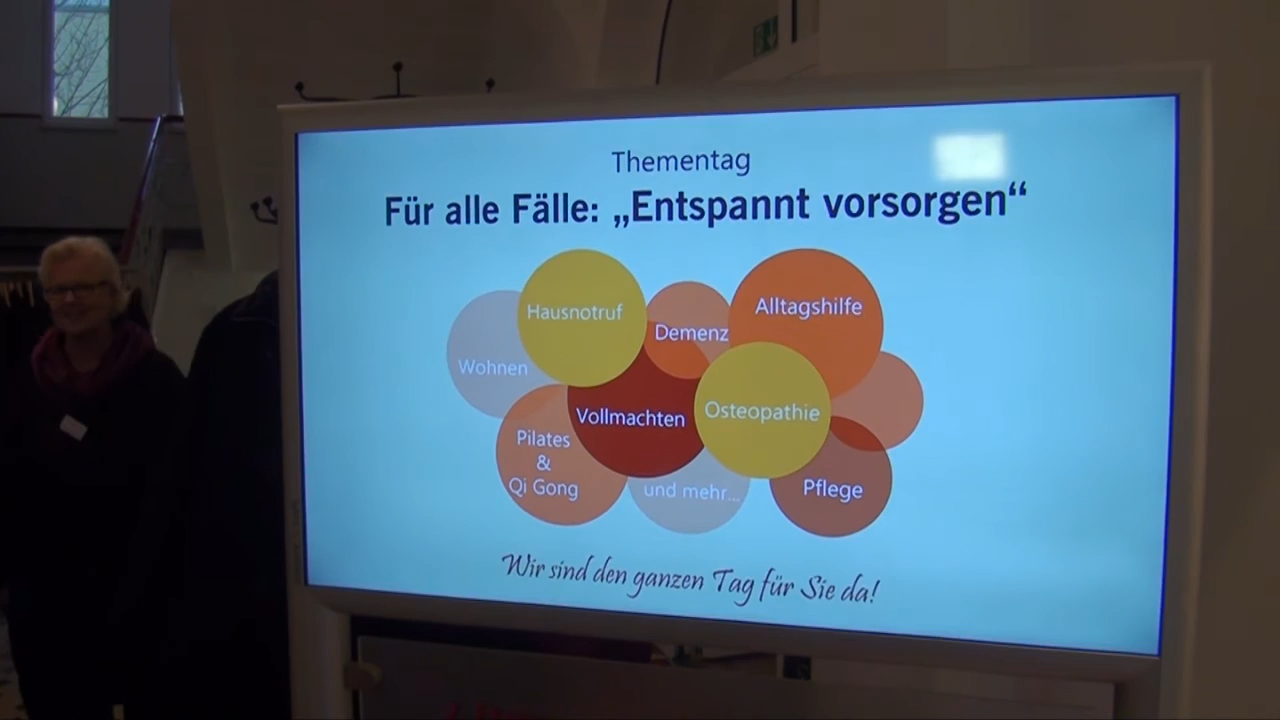 Thementag
Für alle Fälle: „Entspannt vorsorgen“
Hausnotruf
Alltagshilfe
Demenz
Wohnen
Vollmachten
Osteopathie
Pilates
&
Qi Gong
und mehr...
Pflege
Wir sind den ganzen Tag für Sie da!